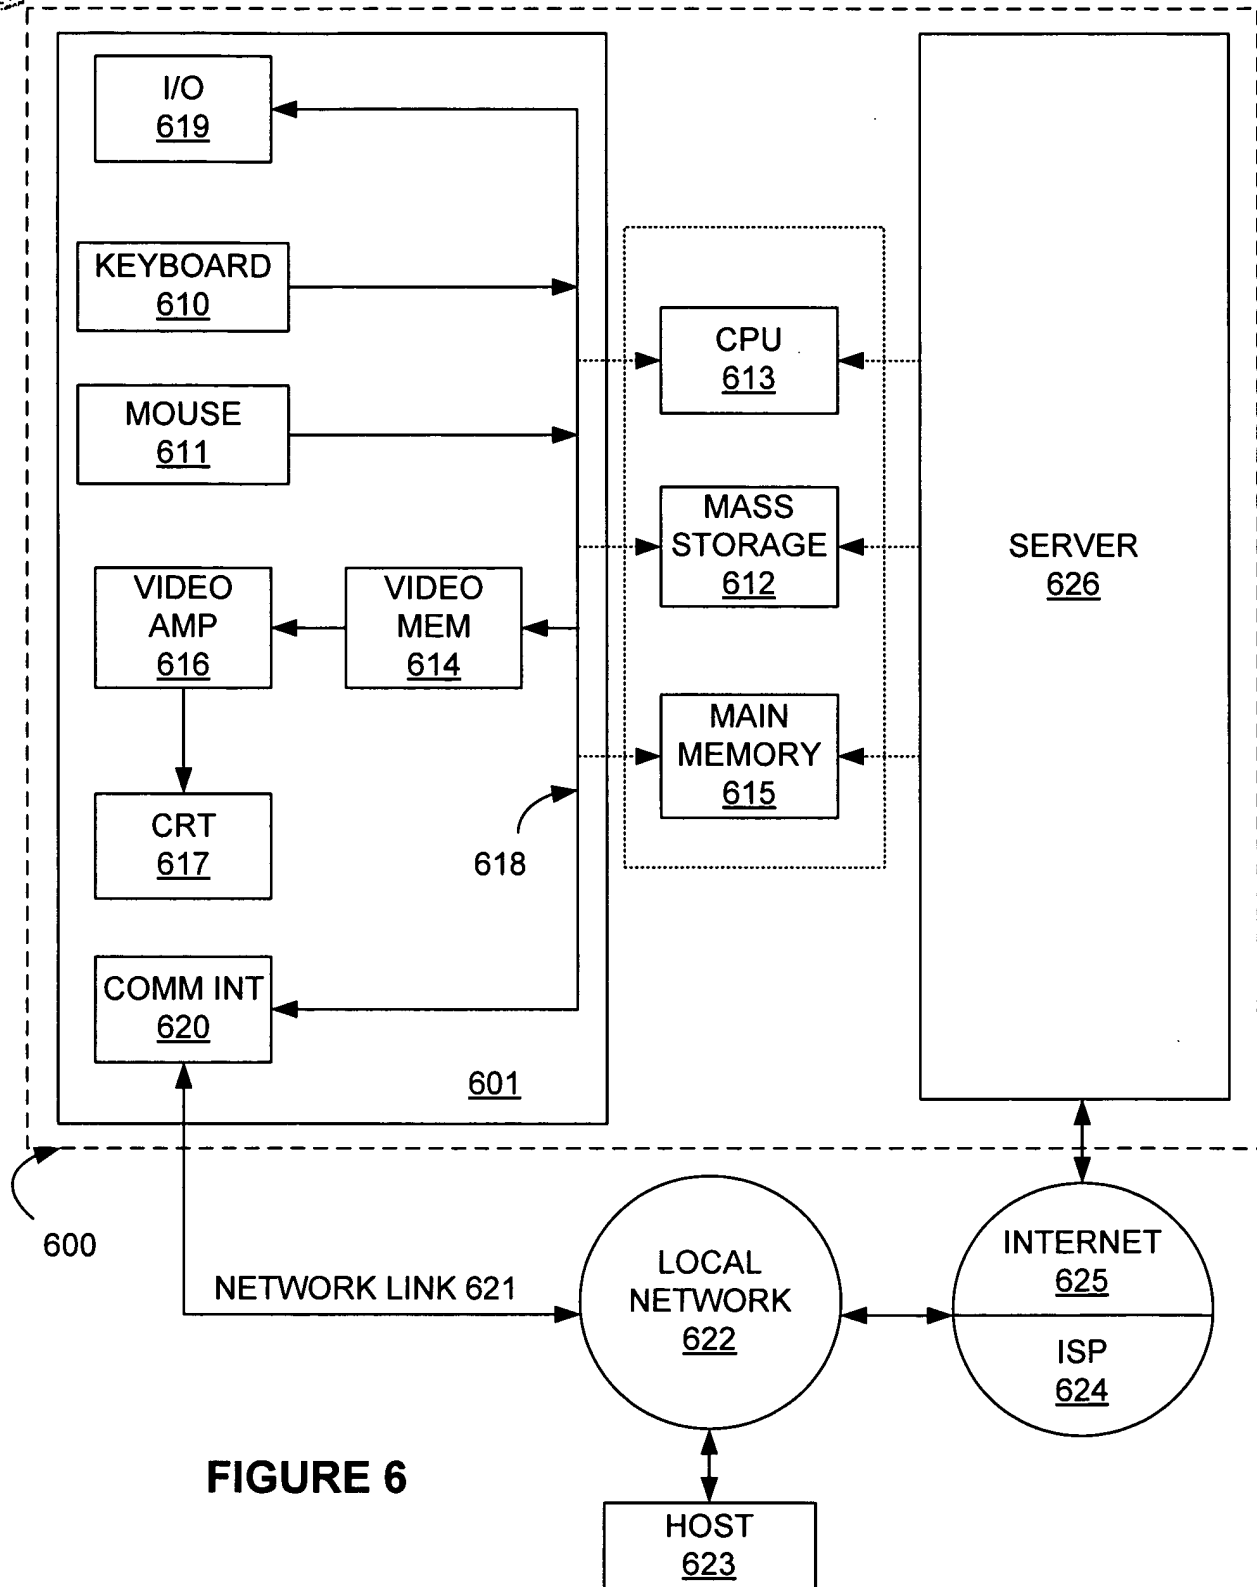 I/O
619
KEYBOARD
610
MOUSE
611
VIDEO
AMP
616
VIDEO
MEM
614
CRT
617
COMM INT
620
601
618
CPU
613
MASS
STORAGE
612
MAIN
MEMORY
615
SERVER
626
600
NETWORK LINK 621
LOCAL
NETWORK
622
INTERNET
625
ISP
624
HOST
623
FIGURE 6